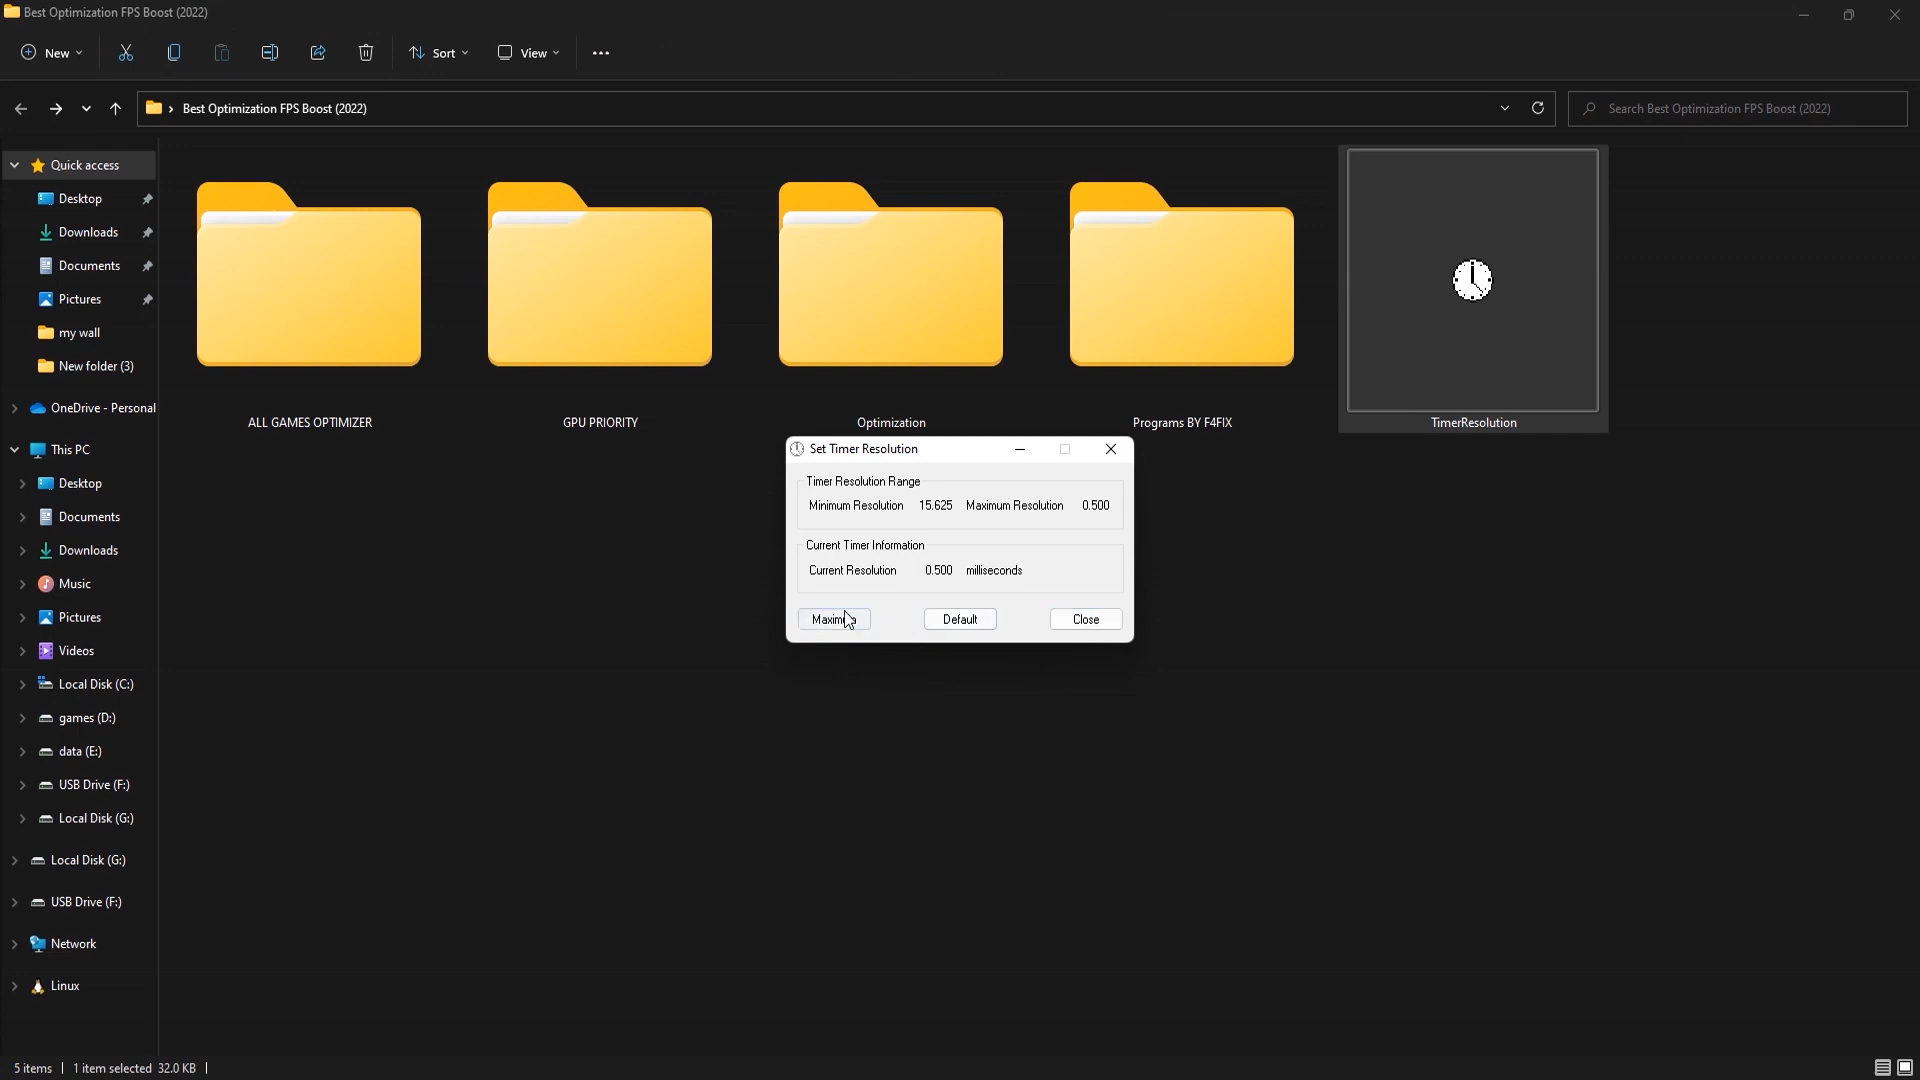 Best Optimization FPS Boost (2022)
New
Sort
View
Best Optimization FPS Boost (2022)
Search Best Optimization FPS Boost (2022)
Quick access
Desktop
Downloads
Documents
Pictures
my wall
New folder (3)
OneDrive - Personal
This PC
Desktop
Documents
Downloads
Music
Pictures
Videos
Local Disk (C:)
games (D:)
data (E:)
USB Drive (F:)
Local Disk (G:)
Local Disk (G:)
USB Drive (F:)
Network
Linux
ALL GAMES OPTIMIZER
GPU PRIORITY
Optimization
Programs BY F4FIX
TimerResolution
Set Timer Resolution
Timer Resolution Range
Minimum Resolution 15.625 Maximum Resolution 0.500
Current Timer Information
Current Resolution 0.500 milliseconds
Default
Close
5 items
1 item selected 32.0 KB